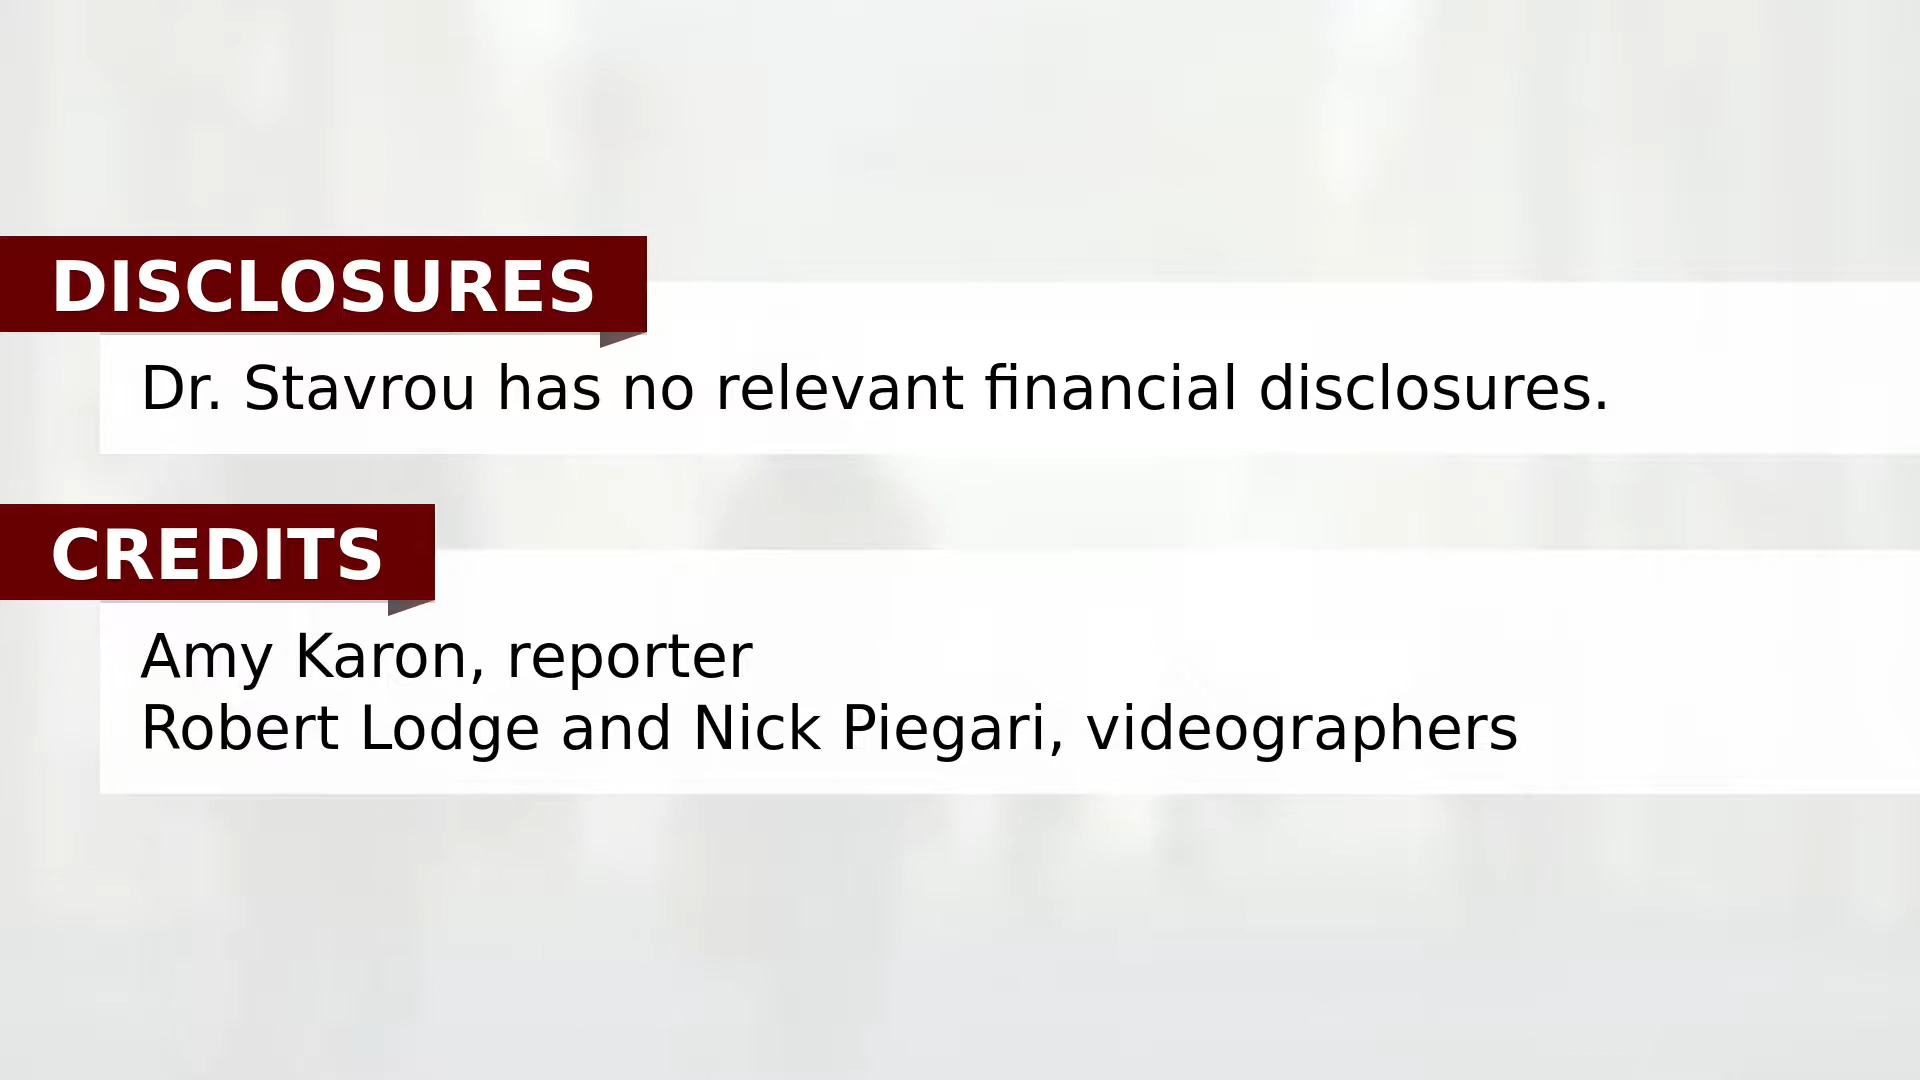 DISCLOSURES
Dr. Stavrou has no relevant financial disclosures.
CREDITS
Amy Karon, reporter
Robert Lodge and Nick Piegari, videographers